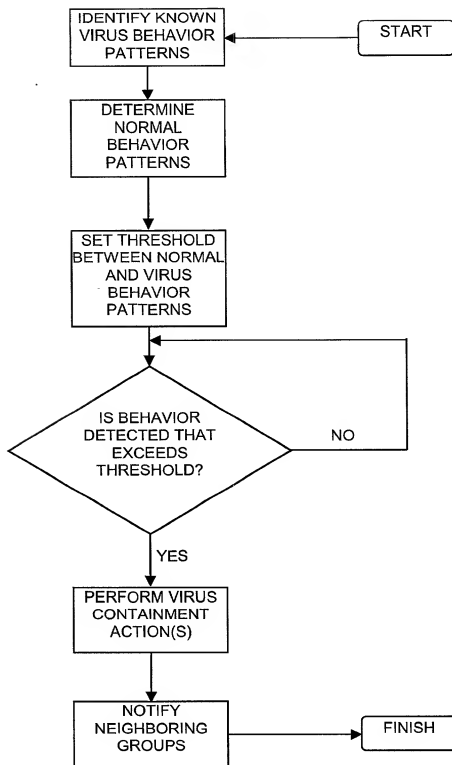 IDENTIFY KNOWN
VIRUS BEHAVIOR
PATTERNS
START
DETERMINE
NORMAL
BEHAVIOR
PATTERNS
SET THRESHOLD
BETWEEN NORMAL
AND VIRUS
BEHAVIOR
PATTERNS
IS BEHAVIOR
DETECTED THAT
EXCEEDS
THRESHOLD?
NO
YES
PERFORM VIRUS
CONTAINMENT
ACTION(S)
NOTIFY
NEIGHBORING
GROUPS
FINISH